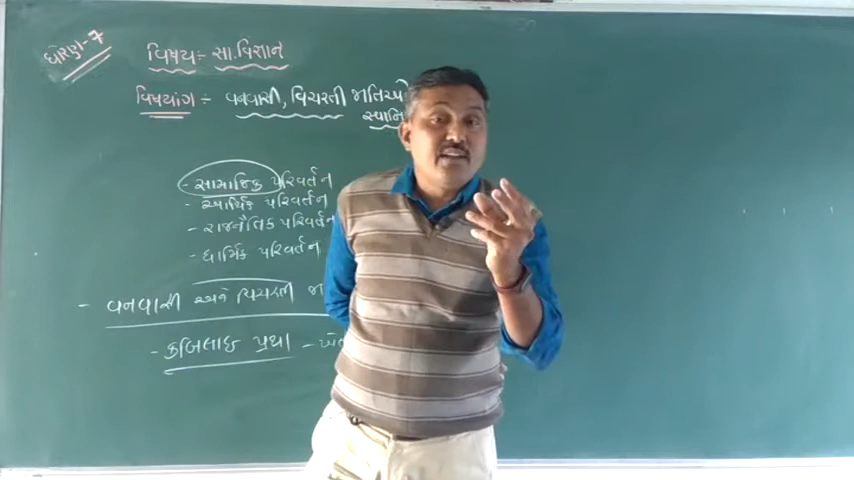 ધોરણ-7
વિષય:- સા.વિજ્ઞાન
વિષયાંગ :- વનવાસી, વિચરતી
- સામાજિક પરિવર્તન
- આર્થિક પરિવર્તન
- રાજનૈતિક પરિવર્તન
- ધાર્મિક પરિવર્તન
- વનવાસી અને વિચરતી
- કબિલાઇ પ્રથા -